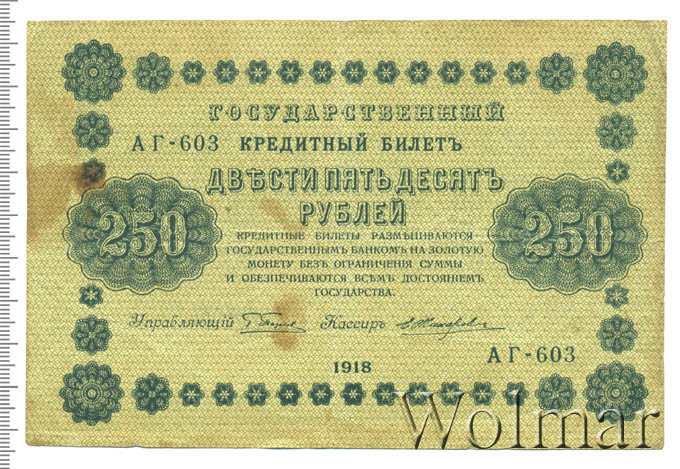 ГОСУДАРСТВЕННЫЙ
АГ-603 КРЕДИТНЫЙ БИЛЕТЪ
ДВѢСТИ ПЯТЬДЕСЯТЪ
РУБЛЕЙ
250
250
КРЕДИТНЫЕ БИЛЕТЫ РАЗМѢНИВАЮТСЯ
ГОСУДАРСТВЕННЫМЪ БАНКОМЪ НА ЗОЛОТУЮ
МОНЕТУ БЕЗЪ ОГРАНИЧЕНІЯ СУММЫ
И ОБЕЗПЕЧИВАЮТСЯ ВСѢМЪ ДОСТОЯНІЕМЪ
ГОСУДАРСТВА.
Управляющій Кассиръ
АГ-603
1918
Wolmar